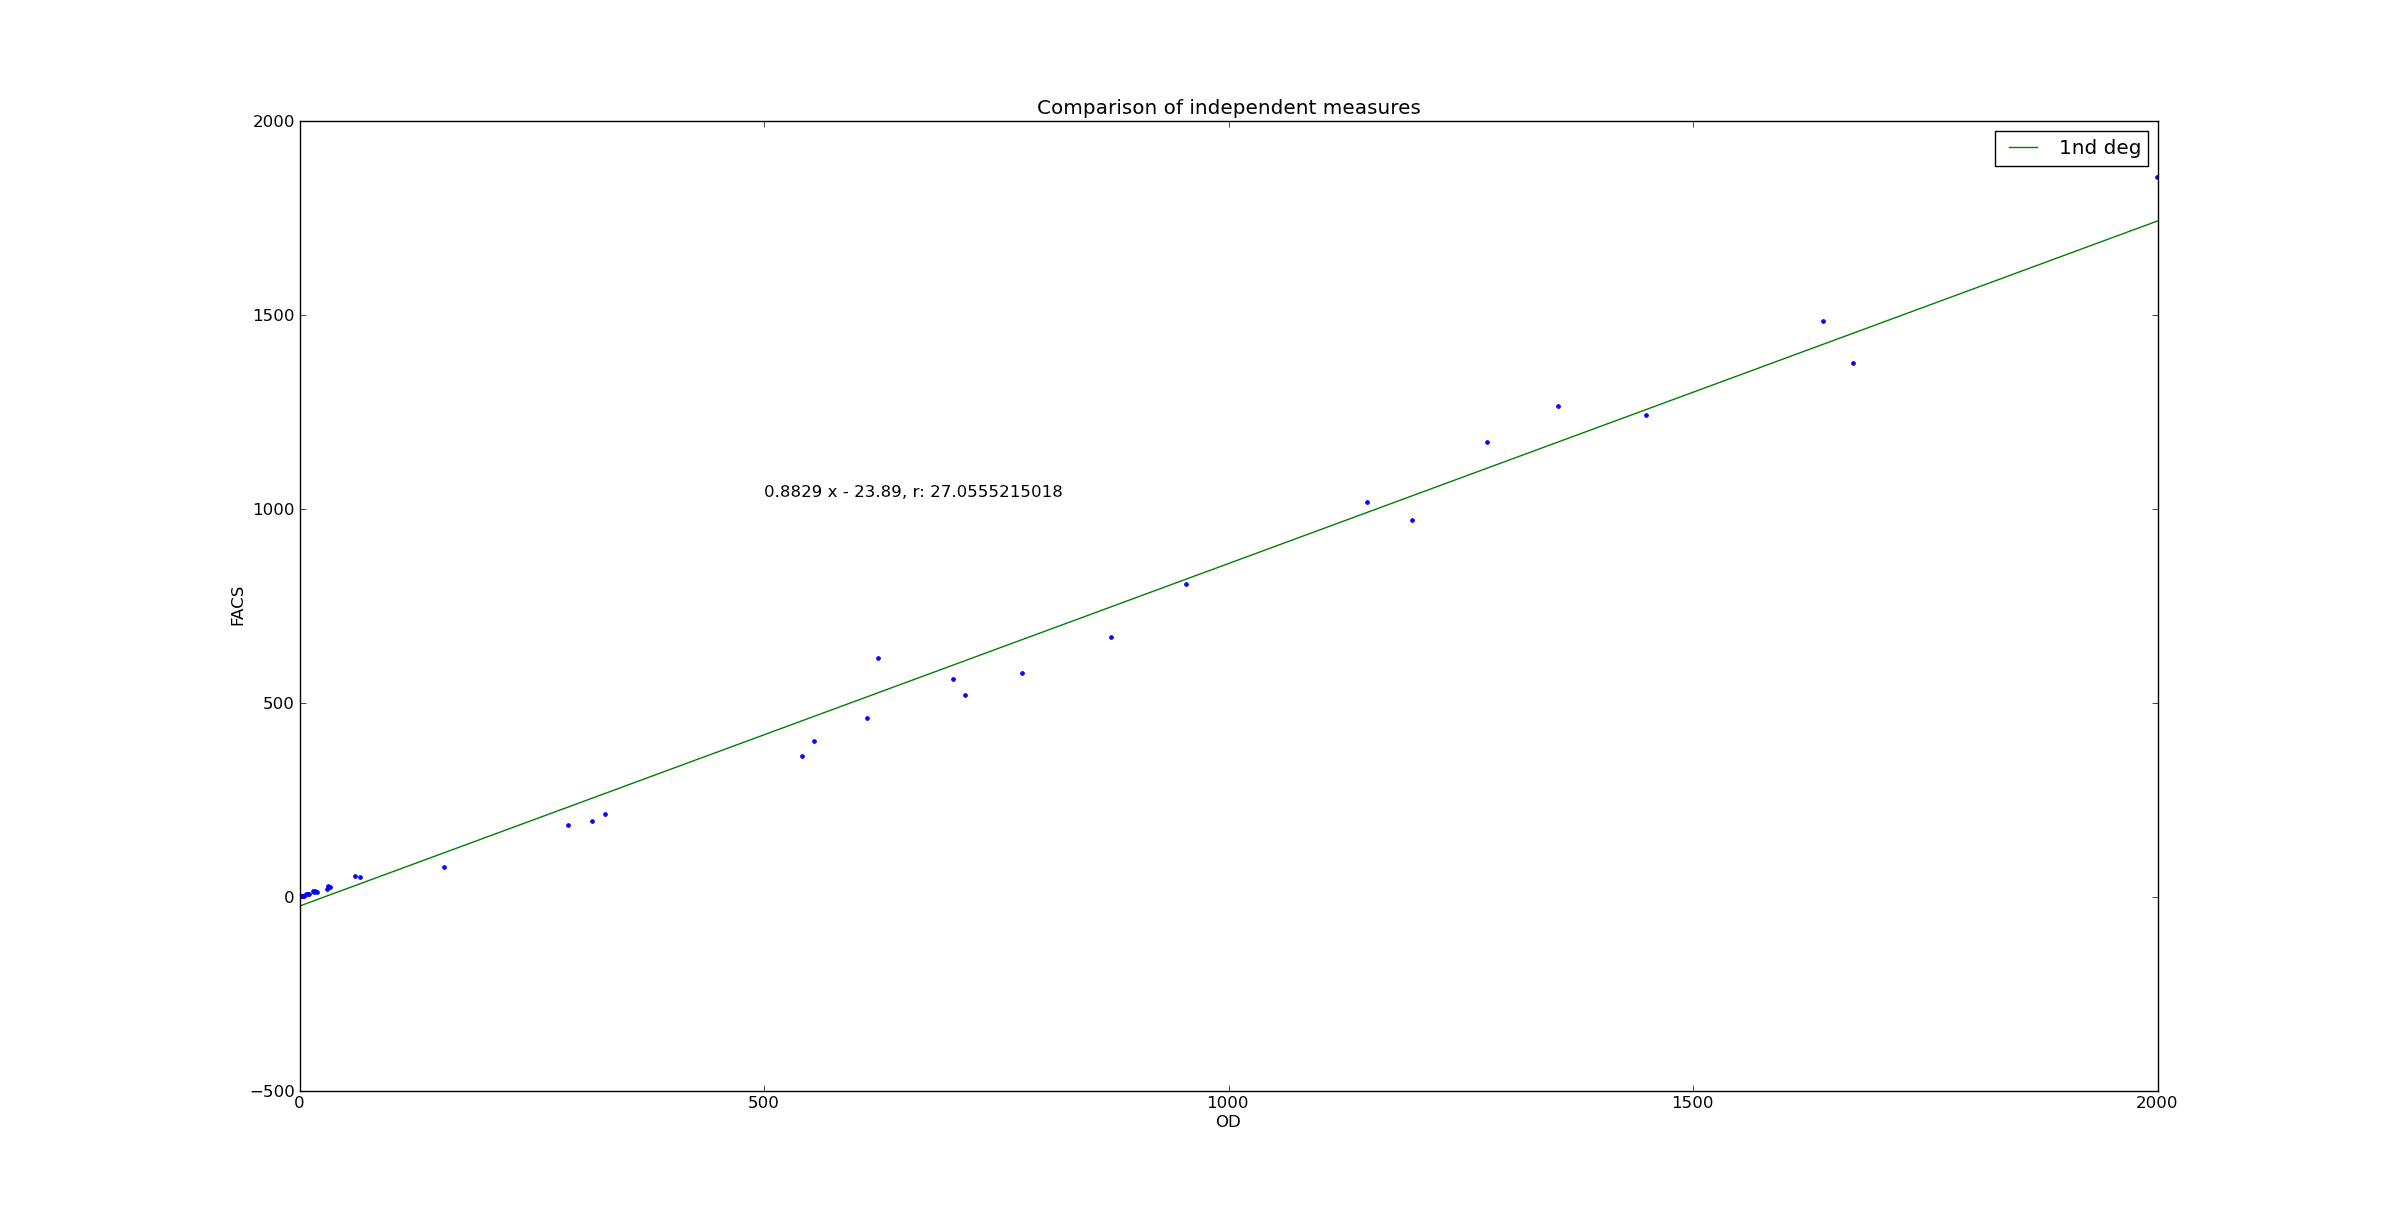 Comparison of independent measures
2000
1nd deg
1500
0.8829 x - 23.89, r: 27.0555215018
1000
FACS
500
0
−500
0 500 1000 1500 2000
OD